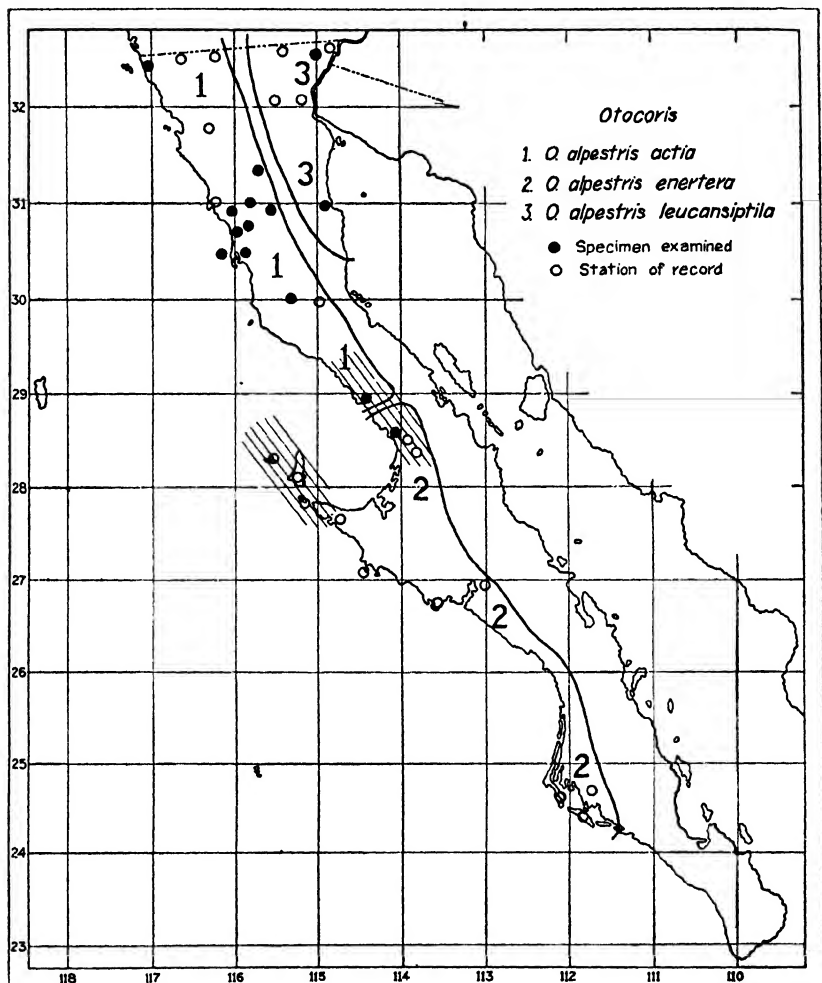 Otocoris
1. O. alpestris actia
2. O. alpestris enertera
3. O. alpestris leucansiptila
● Specimen examined
○ Station of record
1
3
32
31
3
30
1
1
29
28
2
27
2
26
25
2
24
23
118 117 116 115 114 113 112 111 110